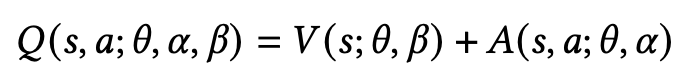 Q(s, a; θ, α, β) = V(s; θ, β) + A(s, a; θ, α)